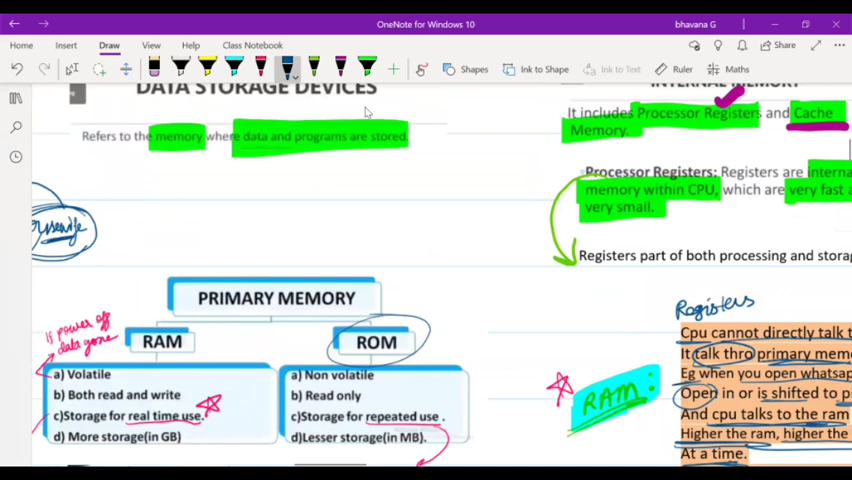 OneNote for Windows 10
bhavana G
Home Insert Draw View Help Class Notebook
Share
Shapes
Ink to Shape
Ink to Text
Ruler
Maths
DATA STORAGE DEVICES
Refers to the memory where data and programs are stored.
is power off
data gone
PRIMARY MEMORY
RAM
a) Volatile
b) Both read and write
c)Storage for real time use.
d) More storage(in GB)
ROM
a) Non volatile
b) Read only
c)Storage for repeated use .
d)Lesser storage(in MB).
INTERNAL MEMORY
It includes Processor Registers and Cache
Memory.
Processor Registers: Registers are interna
memory within CPU, which are very fast a
very small.
Registers part of both processing and storag
RAM:
Registers
Cpu cannot directly talk t
It talk thro primary memo
Eg when you open whatsap
Open in or is shifted to p
And cpu talks to the ram
Higher the ram, higher the
At a time.